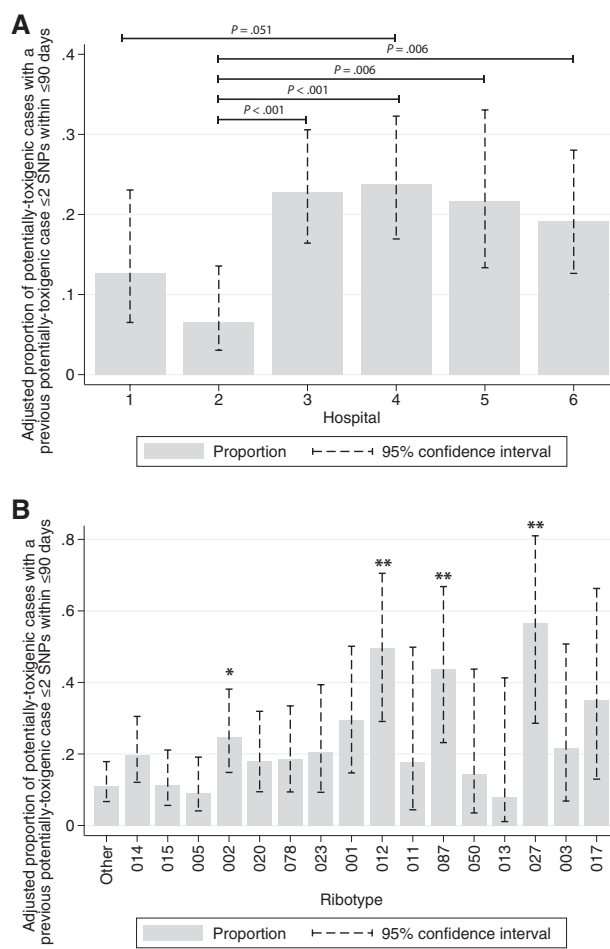 A
Adjusted proportion of potentially-toxigenic cases with a
previous potentially-toxigenic case ≤2 SNPs within ≤90 days
P = .051
P = .006
P = .006
P < .001
P < .001
.4
.3
.2
.1
0
1 2 3 4 5 6
Hospital
Proportion 95% confidence interval
B
Adjusted proportion of potentially-toxigenic cases with a
previous potentially-toxigenic case ≤2 SNPs within ≤90 days
.8
.6
.4
.2
0
* ** ** **
Other 014 015 005 002 020 078 023 001 012 011 087 050 013 027 003 017
Ribotype
Proportion 95% confidence interval